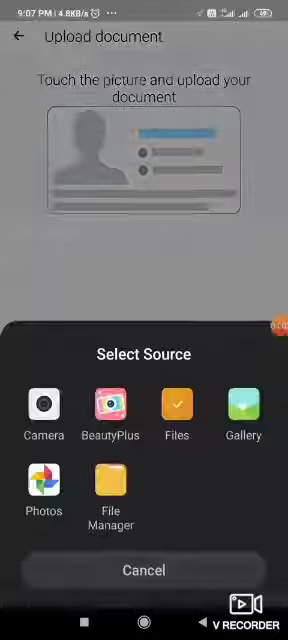 9:07 PM | 4.8KB/s ...
Upload document
Touch the picture and upload your
document
Select Source
Camera
BeautyPlus
Files
Gallery
Photos
File
Manager
Cancel
V RECORDER